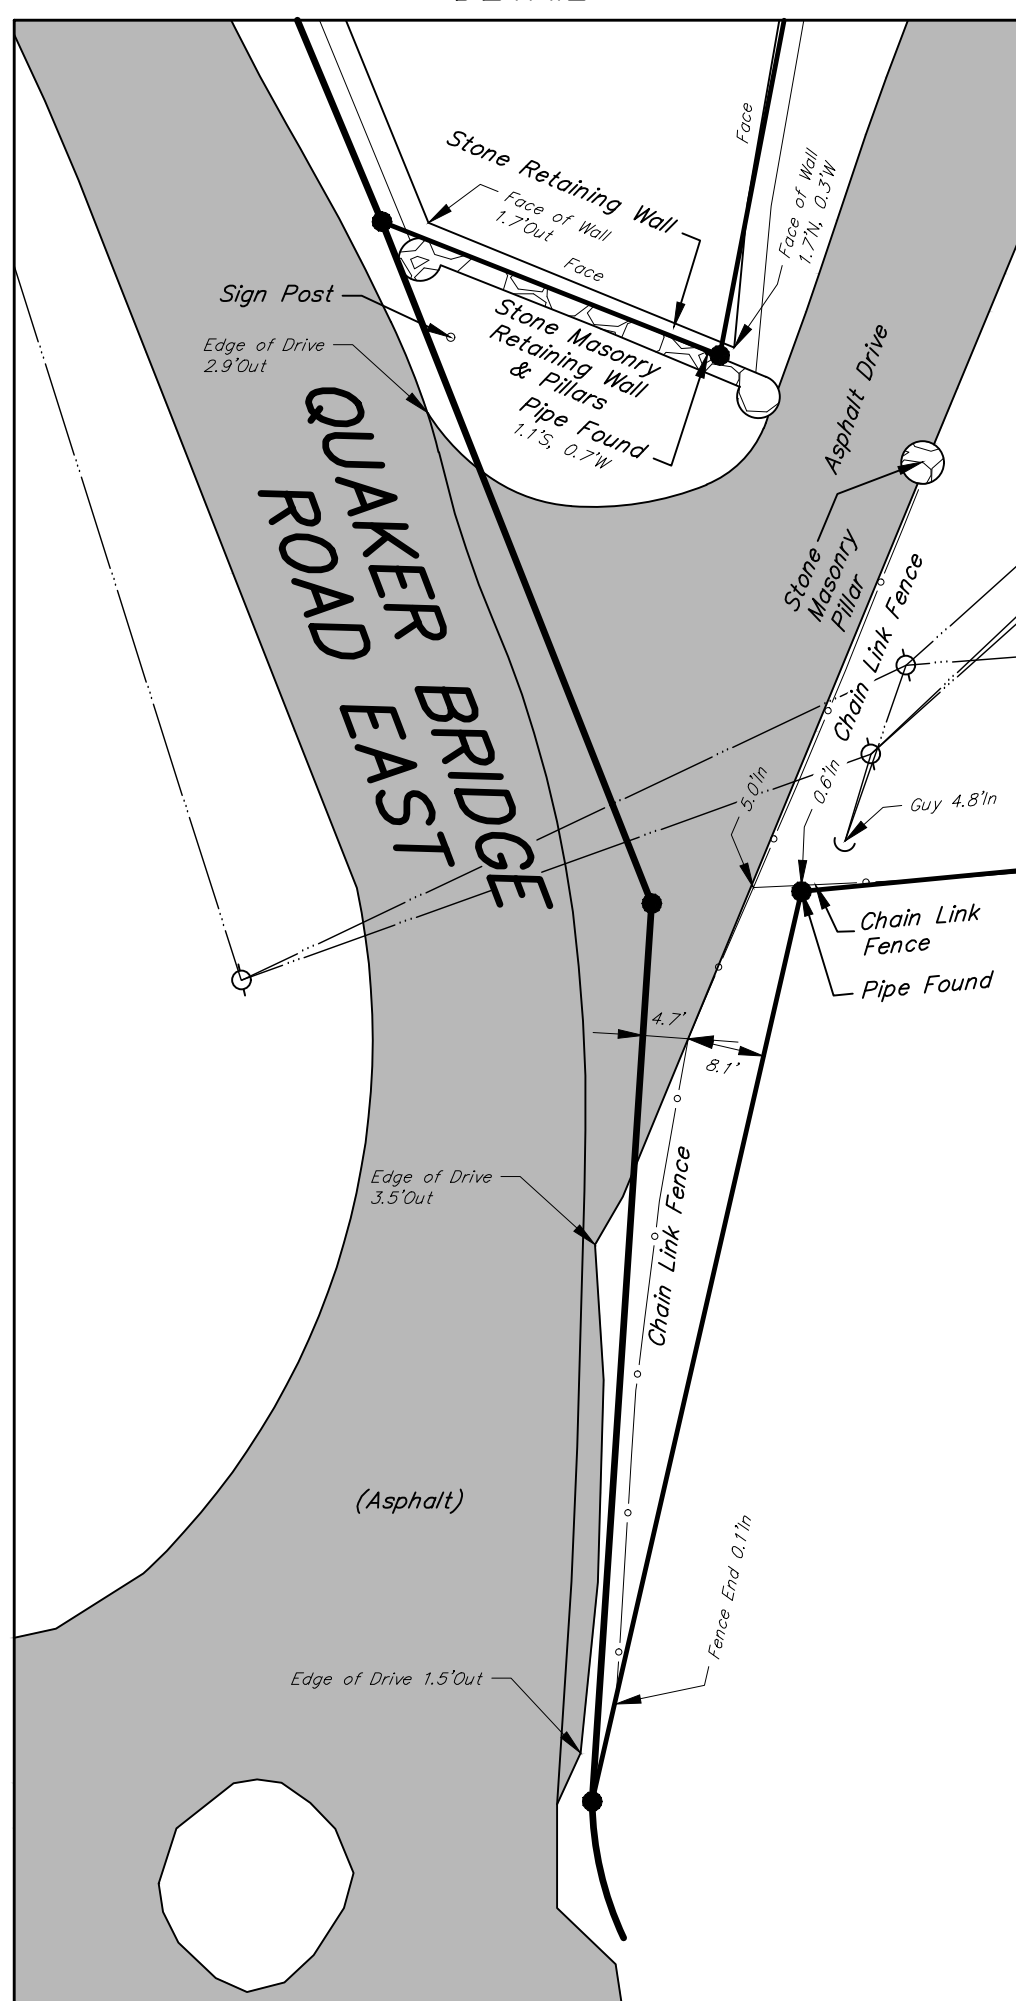 Face
Stone Retaining Wall
Face of Wall
1.7'Out
Face
Face of Wall
1.7'N, 0.3'W
Sign Post
Edge of Drive
2.9'Out
Stone Masonry
Retaining Wall
& Pillars
Pipe Found
1.1'S, 0.7'W
Asphalt Drive
QUAKER BRIDGE
ROAD EAST
Stone
Masonry
Pillar
Chain Link Fence
5.0'In
0.6'In
Guy 4.8'In
Chain Link
Fence
Pipe Found
4.7'
8.1'
Edge of Drive
3.5'Out
Chain Link Fence
(Asphalt)
Fence End 0.1'In
Edge of Drive 1.5'Out